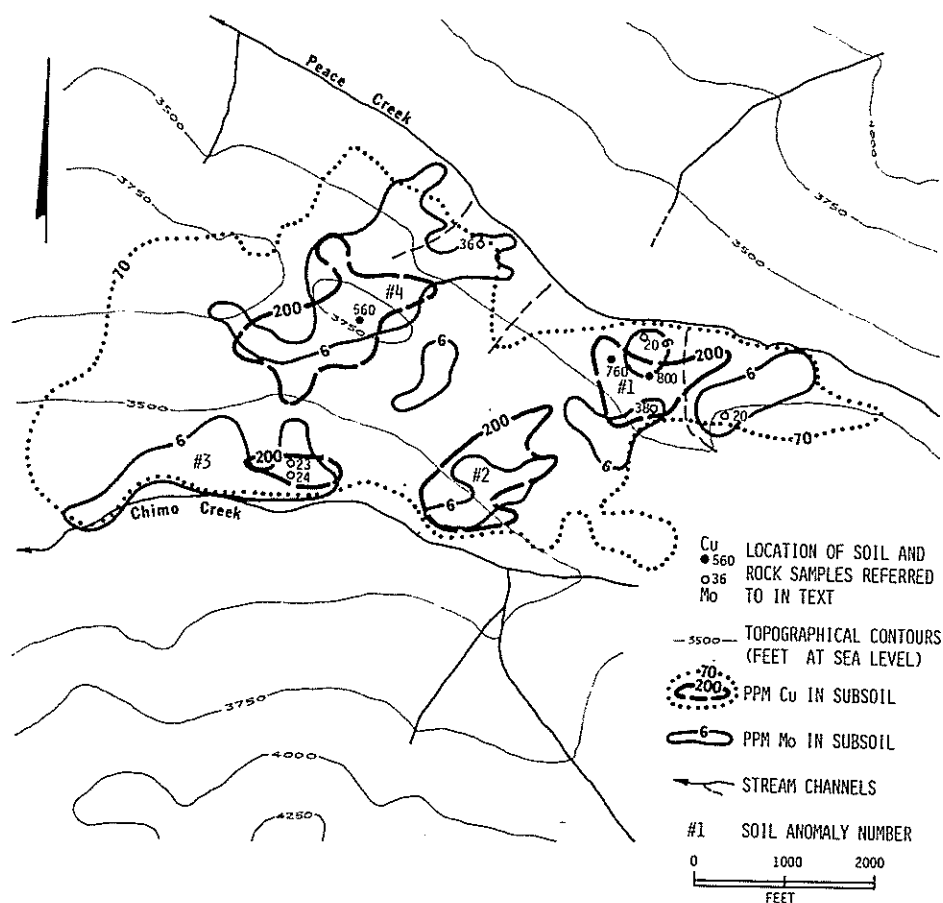 Peace Creek
3500
3750
2000
3750
3500
70
36
#4
200
560
3750
6
6
20
6
200
760
800
#1
38
6
20
70
6
3500
200
6
#3
200
23
24
#2
6
Chimo Creek
3750
4000
4250
Cu
560
36
Mo
LOCATION OF SOIL AND
ROCK SAMPLES REFERRED
TO IN TEXT
3500
TOPOGRAPHICAL CONTOURS
(FEET AT SEA LEVEL)
70
200
PPM Cu IN SUBSOIL
6
PPM Mo IN SUBSOIL
STREAM CHANNELS
#1 SOIL ANOMALY NUMBER
0 1000 2000
FEET